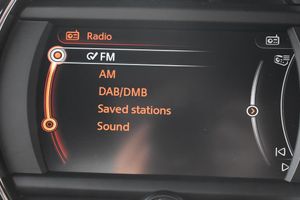 Radio
FM
AM
DAB/DMB
Saved stations
Sound